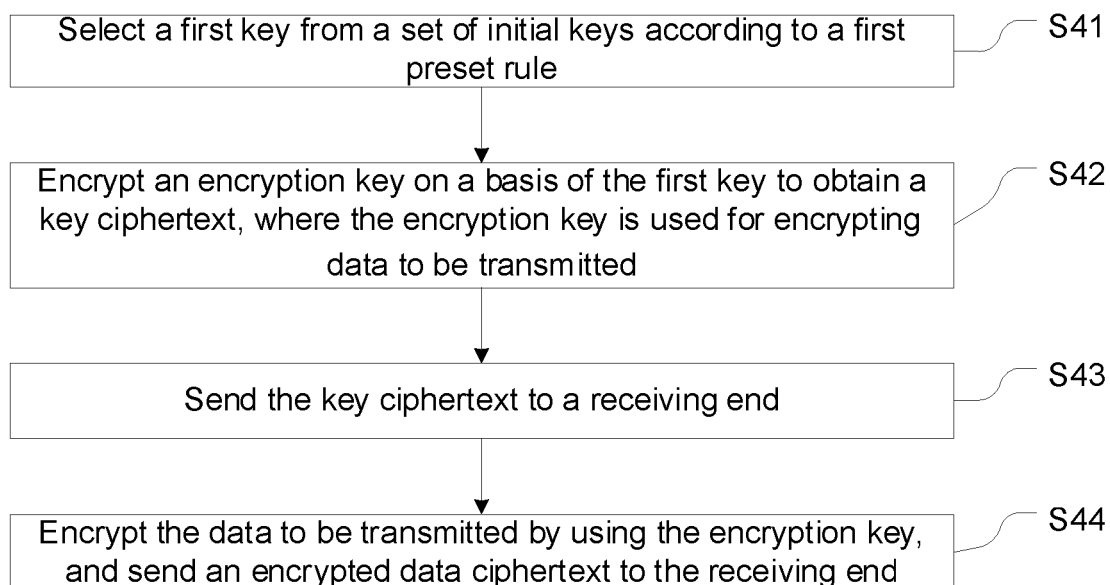 Select a first key from a set of initial keys according to a first
preset rule
S41
Encrypt an encryption key on a basis of the first key to obtain a
key ciphertext, where the encryption key is used for encrypting
data to be transmitted
S42
Send the key ciphertext to a receiving end
S43
Encrypt the data to be transmitted by using the encryption key,
and send an encrypted data ciphertext to the receiving end
S44